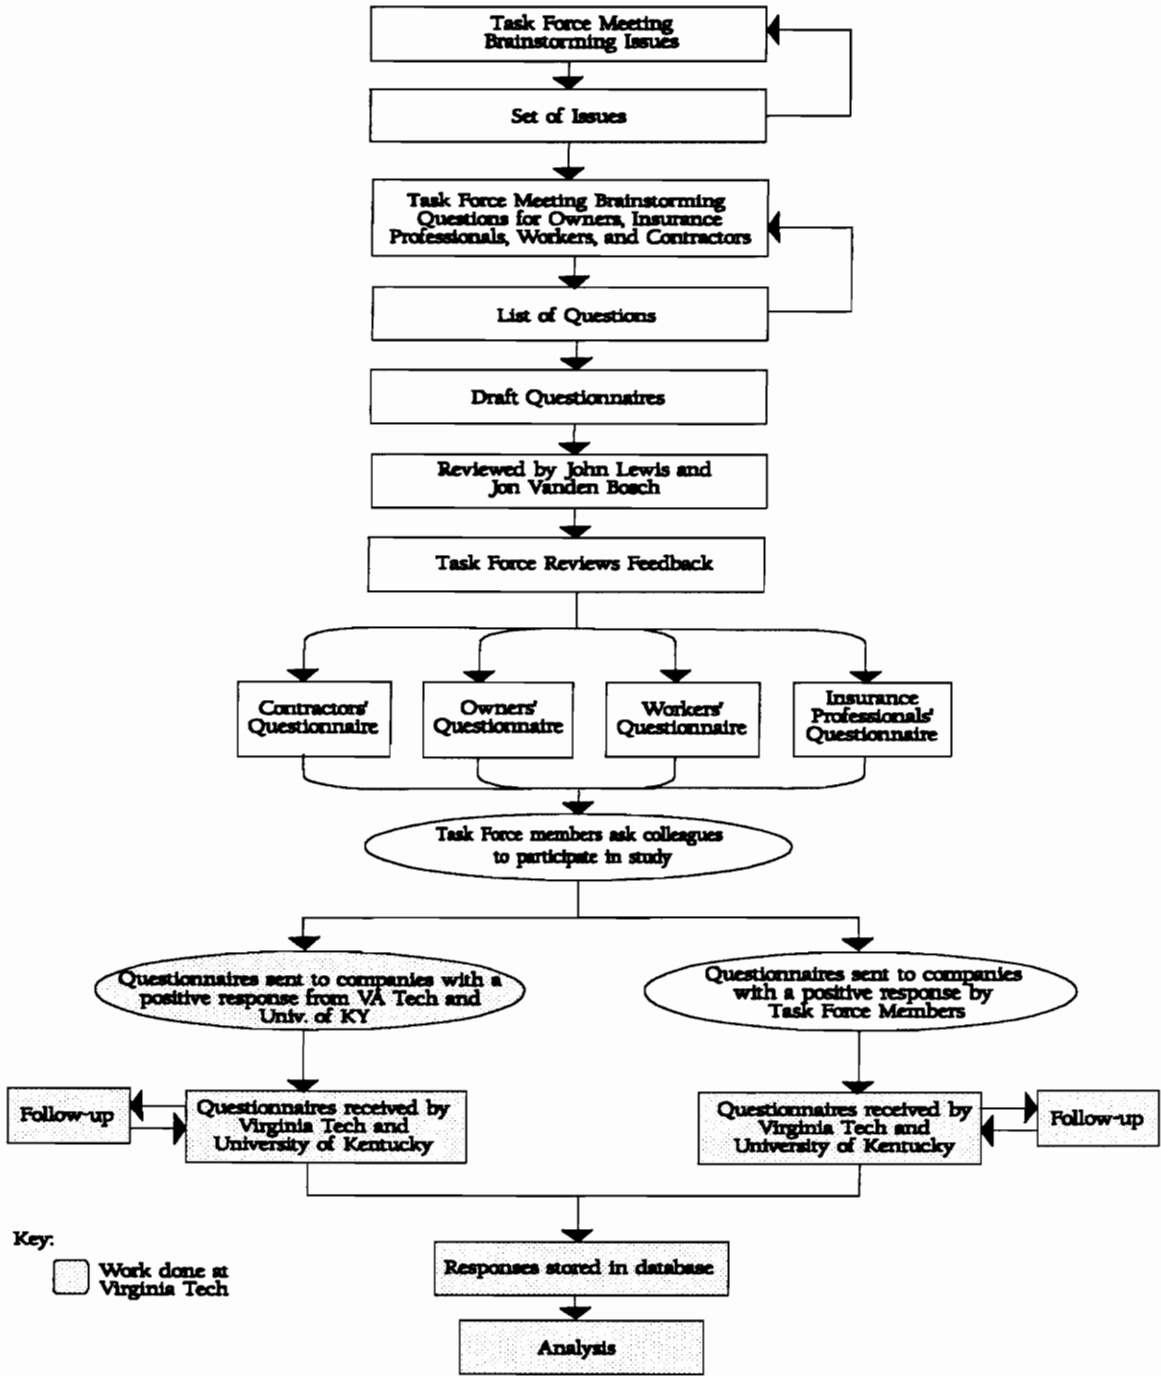 Task Force Meeting
Brainstorming Issues
Set of Issues
Task Force Meeting Brainstorming
Questions for Owners, Insurance
Professionals, Workers, and Contractors
List of Questions
Draft Questionnaires
Reviewed by John Lewis and
Jon Vanden Bosch
Task Force Reviews Feedback
Contractors'
Questionnaire
Owners'
Questionnaire
Workers'
Questionnaire
Insurance
Professionals'
Questionnaire
Task Force members ask colleagues
to participate in study
Questionnaires sent to companies with a
positive response from VA Tech and
Univ. of KY
Questionnaires sent to companies
with a positive response by
Task Force Members
Follow-up
Questionnaires received by
Virginia Tech and
University of Kentucky
Questionnaires received by
Virginia Tech and
University of Kentucky
Follow-up
Key:
Work done at
Virginia Tech
Responses stored in database
Analysis